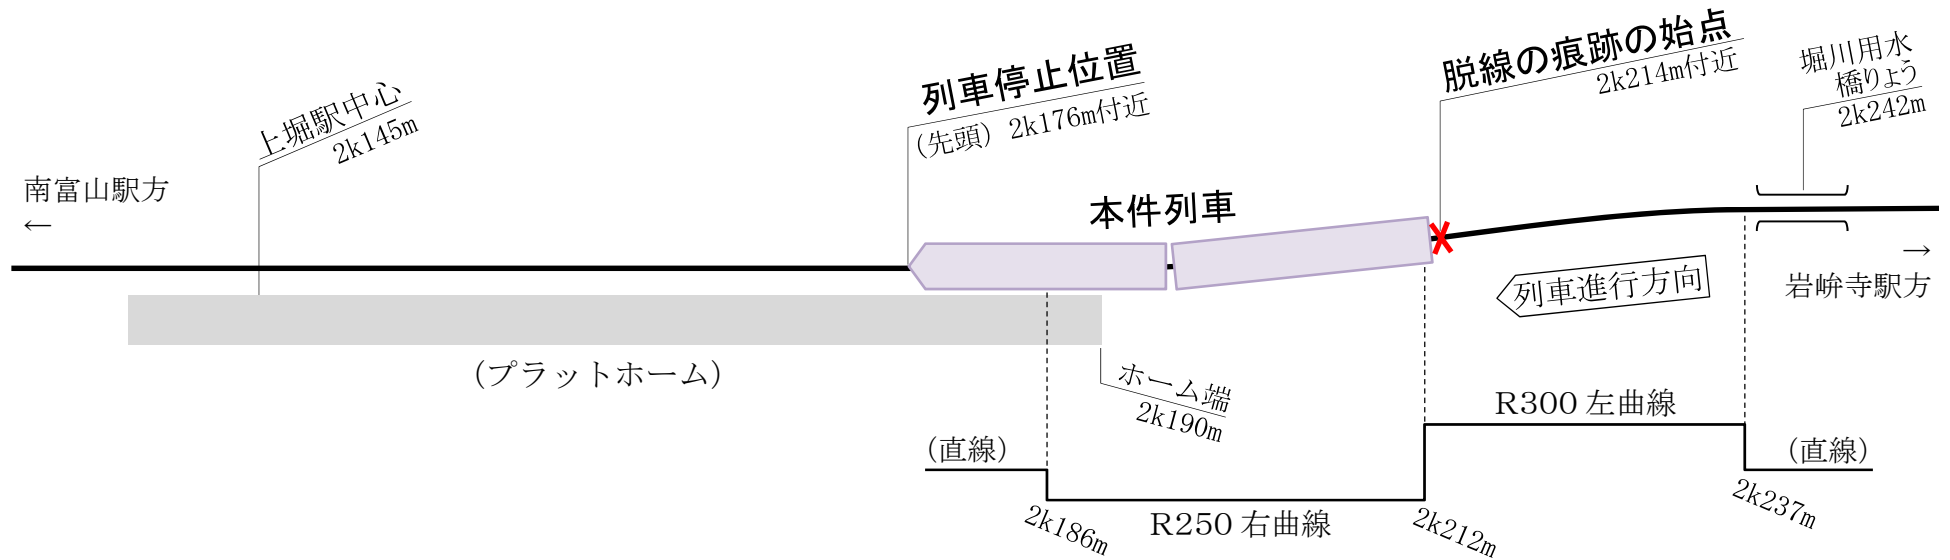 上堀駅中心
2k145m
南富山駅方
←
列車停止位置
(先頭) 2k176m付近
本件列車
脱線の痕跡の始点
2k214m付近
堀川用水
橋りょう
2k242m
→
岩峅寺駅方
列車進行方向
(プラットホーム)
ホーム端
2k190m
(直線)
R250 右曲線
R300 左曲線
(直線)
2k186m
2k212m
2k237m